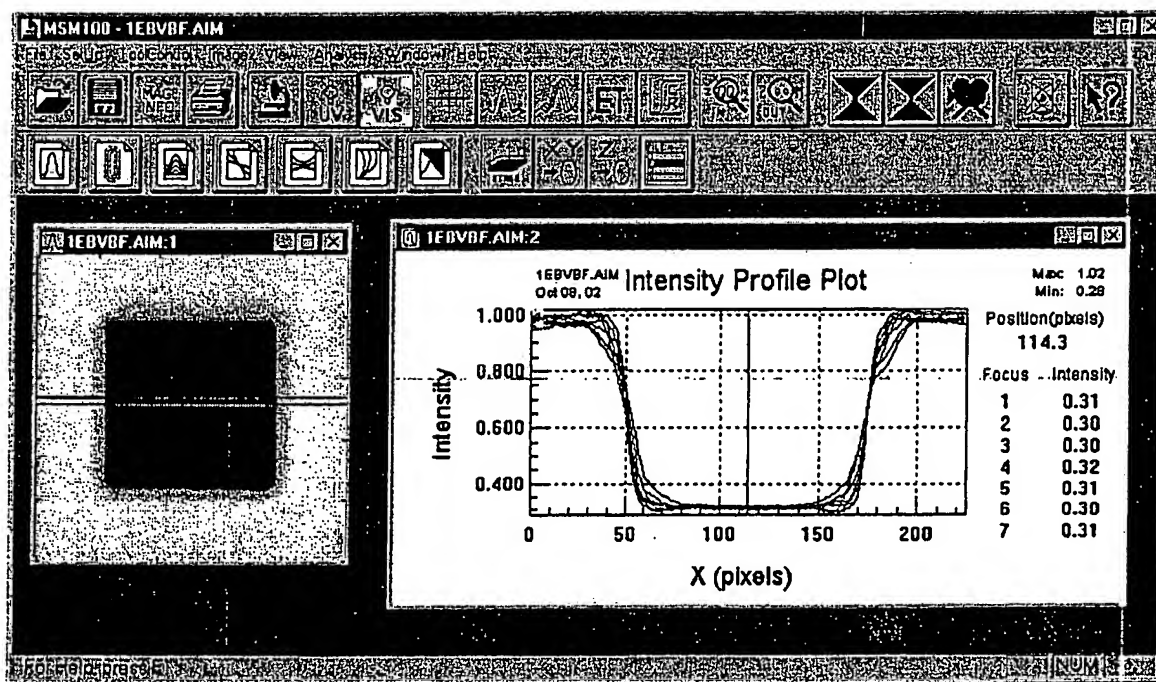 MSM100 - 1EBVBF.AIM
UV
VIS
1EBVBF.AIM:1
1EBVBF.AIM:2
1EBVBF.AIM
Oct 08, 02
Intensity Profile Plot
Max: 1.02
Min: 0.28
Position(pixels)
114.3
Focus Intensity
1 0.31
2 0.30
3 0.30
4 0.32
5 0.31
6 0.30
7 0.31
Intensity
1.000
0.800
0.600
0.400
0 50 100 150 200
X (pixels)
NUM